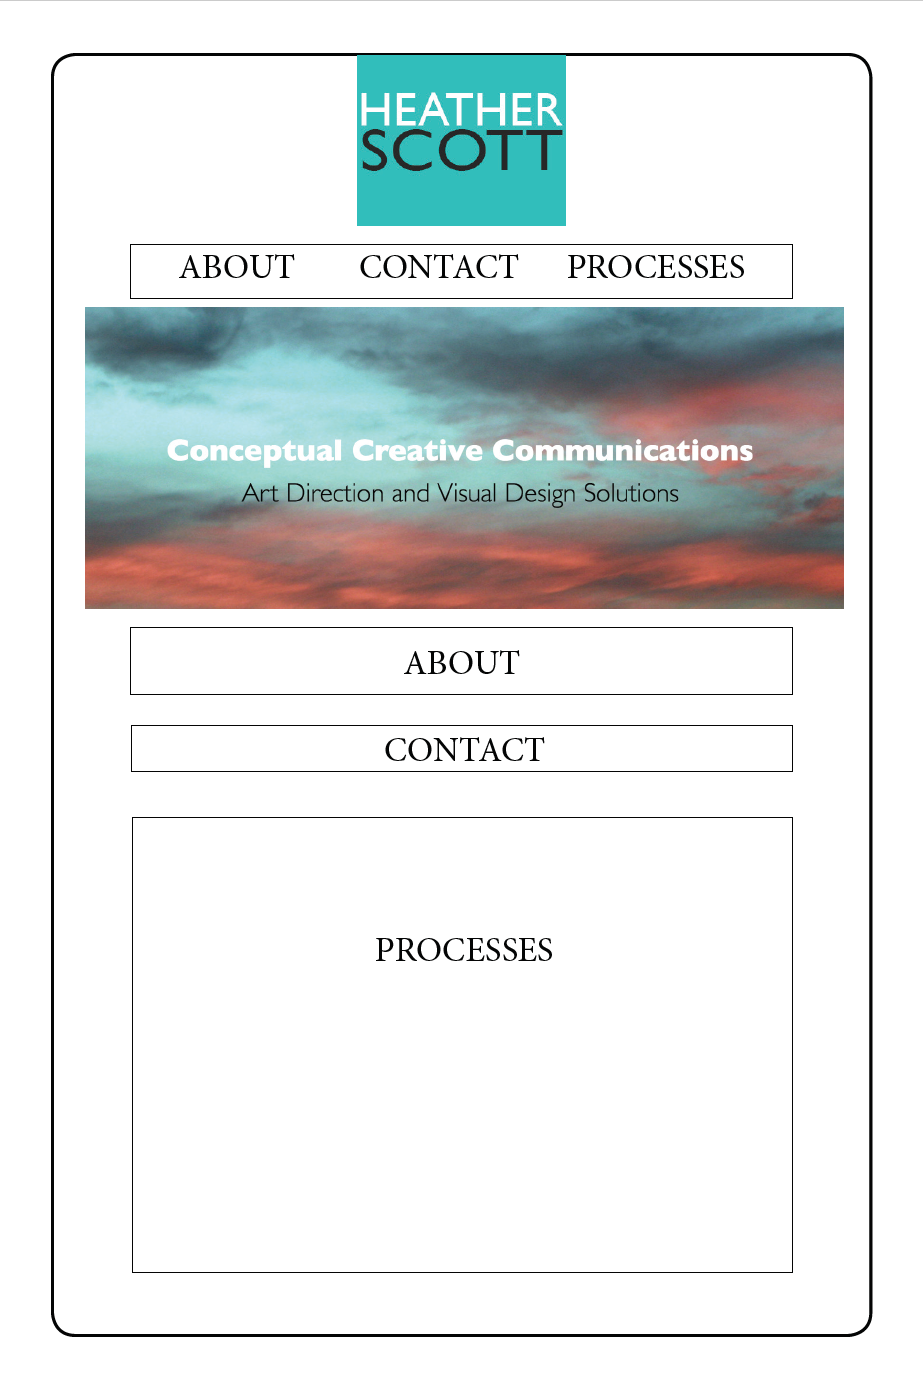 HEATHER
SCOTT
ABOUT CONTACT PROCESSES
Conceptual Creative Communications
Art Direction and Visual Design Solutions
ABOUT
CONTACT
PROCESSES